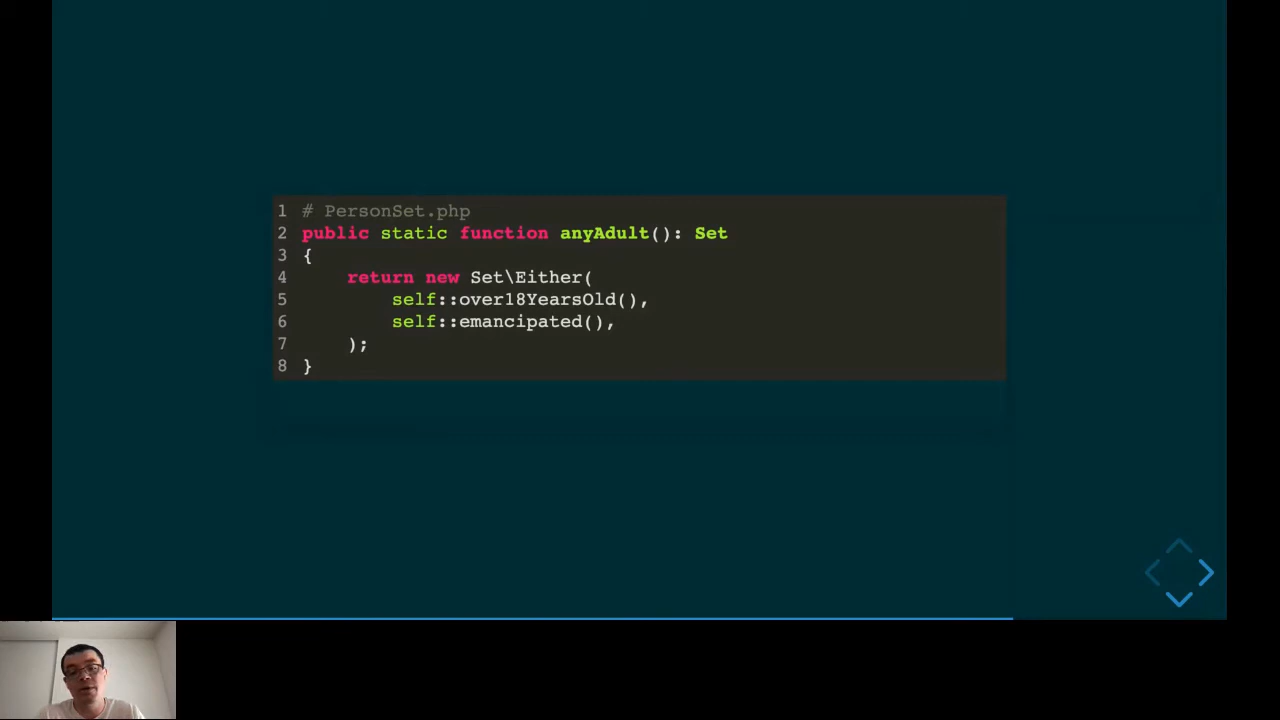 1 # PersonSet.php
2 public static function anyAdult(): Set
3 {
4     return new Set\Either(
5         self::over18YearsOld(),
6         self::emancipated(),
7     );
8 }